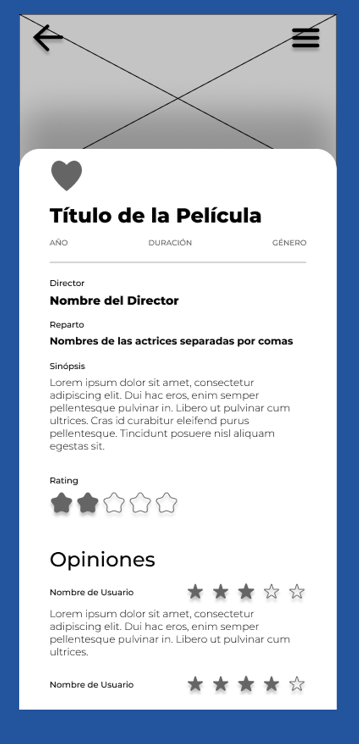 Título de la Película
AÑO DURACIÓN GÉNERO
Director
Nombre del Director
Reparto
Nombres de las actrices separadas por comas
Sinópsis
Lorem ipsum dolor sit amet, consectetur
adipiscing elit. Dui hac eros, enim semper
pellentesque pulvinar in. Libero ut pulvinar cum
ultrices. Cras id curabitur eleifend purus
pellentesque. Tincidunt posuere nisl aliquam
egestas sit.
Rating
Opiniones
Nombre de Usuario
Lorem ipsum dolor sit amet, consectetur
adipiscing elit. Dui hac eros, enim semper
pellentesque pulvinar in. Libero ut pulvinar cum
ultrices.
Nombre de Usuario